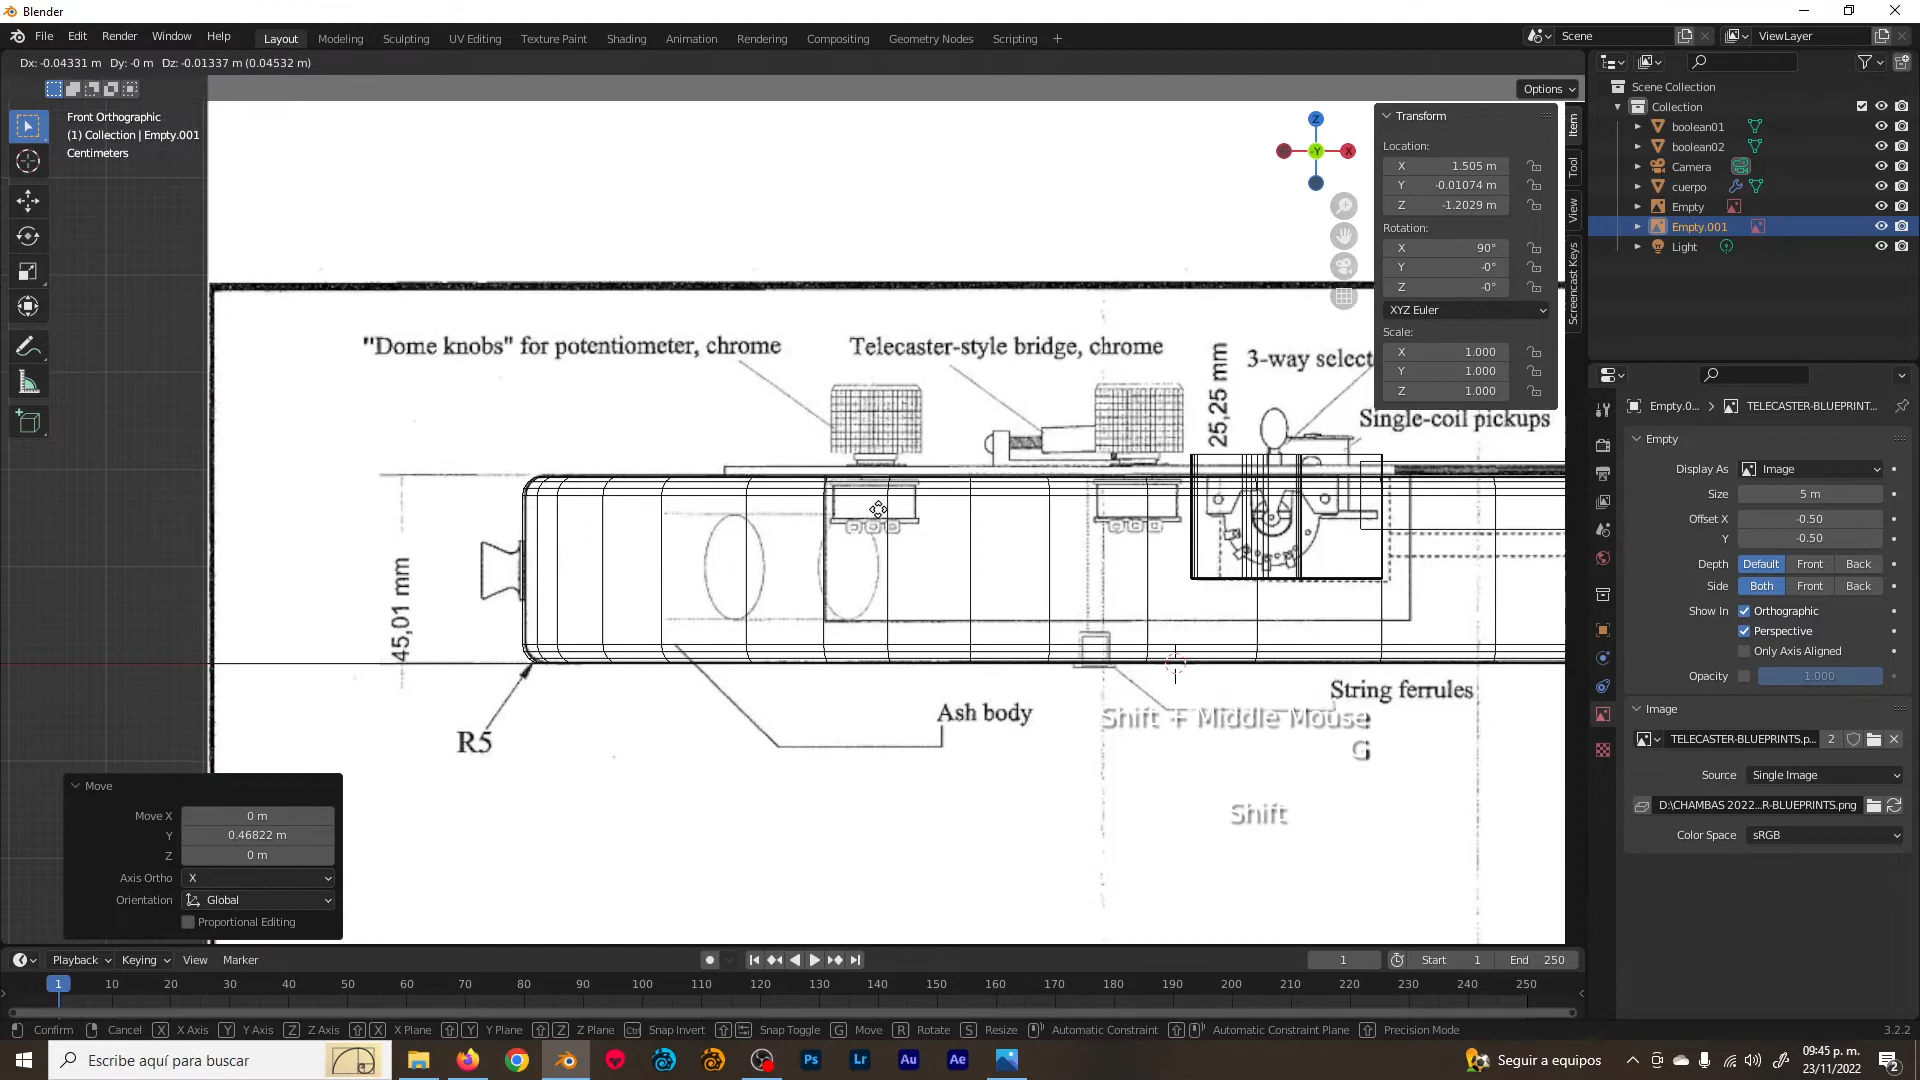 Blender
File Edit Render Window Help
Layout Modeling Sculpting UV Editing Texture Paint Shading Animation Rendering Compositing Geometry Nodes Scripting +
Scene ViewLayer
Dx: -0.04331 m Dy: -0 m Dz: -0.01337 m (0.04532 m)
Options
Front Orthographic
(1) Collection | Empty.001
Centimeters
Z
-Y
X
Transform
Location:
X 1.505 m
Y -0.01074 m
Z -1.2029 m
Rotation:
X 90°
Y -0°
Z -0°
XYZ Euler
Scale:
X 1.000
Y 1.000
Z 1.000
Item
Tool
View
Screencast Keys
"Dome knobs" for potentiometer, chrome
Telecaster-style bridge, chrome
3-way select
25,25 mm
Single-coil pickups
45,01 mm
R5
Ash body
String ferrules
Shift + Middle Mouse
G
Shift
Move
Move X 0 m
Y 0.46822 m
Z 0 m
Axis Ortho X
Orientation Global
Proportional Editing
Scene Collection
Collection
boolean01
boolean02
Camera
cuerpo
Empty
Empty.001
Light
Empty.0... TELECASTER-BLUEPRINT...
Empty
Display As Image
Size 5 m
Offset X -0.50
Y -0.50
Depth Default Front Back
Side Both Front Back
Show In Orthographic
Perspective
Only Axis Aligned
Opacity 1.000
Image
TELECASTER-BLUEPRINTS.p... 2
Source Single Image
D:\CHAMBAS 2022...R-BLUEPRINTS.png
Color Space sRGB
Playback Keying View Marker
1 Start 1 End 250
1 10 20 30 40 50 60 70 80 90 100 110 120 130 140 150 160 170 180 190 200 210 220 230 240 250
Confirm Cancel X X Axis Y Y Axis Z Z Axis X X Plane Y Y Plane Z Z Plane Ctrl Snap Invert Snap Toggle G Move R Rotate S Resize Automatic Constraint Automatic Constraint Plane Precision Mode 3.2.2
Escribe aquí para buscar
Ps Lr Au Ae
Seguir a equipos
09:45 p. m.
23/11/2022
2